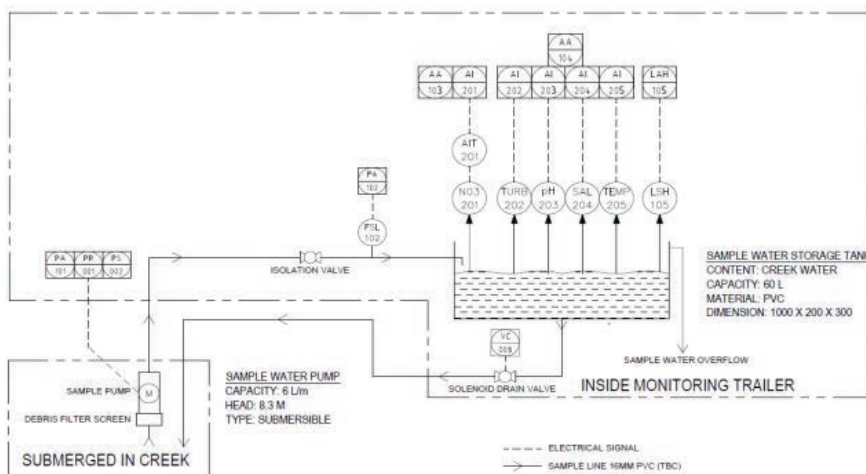 AA
104
AA
103
AI
201
AI
202
AI
203
AI
204
AI
205
LAH
105
AIT
201
NO3
201
TURB
202
pH
203
SAL
204
TEMP
205
LSH
105
FSL
102
ISOLATION VALVE
PA
101
PR
001
PS
002
SAMPLE WATER STORAGE TANK
CONTENT: CREEK WATER
CAPACITY: 60 L
MATERIAL: PVC
DIMENSION: 1000 X 200 X 300
VC
SAMPLE WATER OVERFLOW
SOLENOID DRAIN VALVE
INSIDE MONITORING TRAILER
SAMPLE PUMP
M
DEBRIS FILTER SCREEN
SUBMERGED IN CREEK
SAMPLE WATER PUMP
CAPACITY: 6 L/m
HEAD: 8.3 M
TYPE: SUBMERSIBLE
ELECTRICAL SIGNAL
SAMPLE LINE 16MM PVC (TBC)